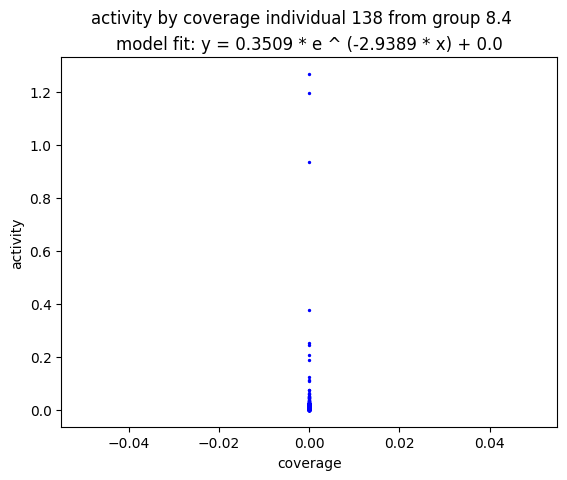 activity by coverage individual 138 from group 8.4
model fit: y = 0.3509 * e ^ (-2.9389 * x) + 0.0
1.2
1.0
0.8
0.6
0.4
0.2
0.0
activity
−0.04 −0.02 0.00 0.02 0.04
coverage